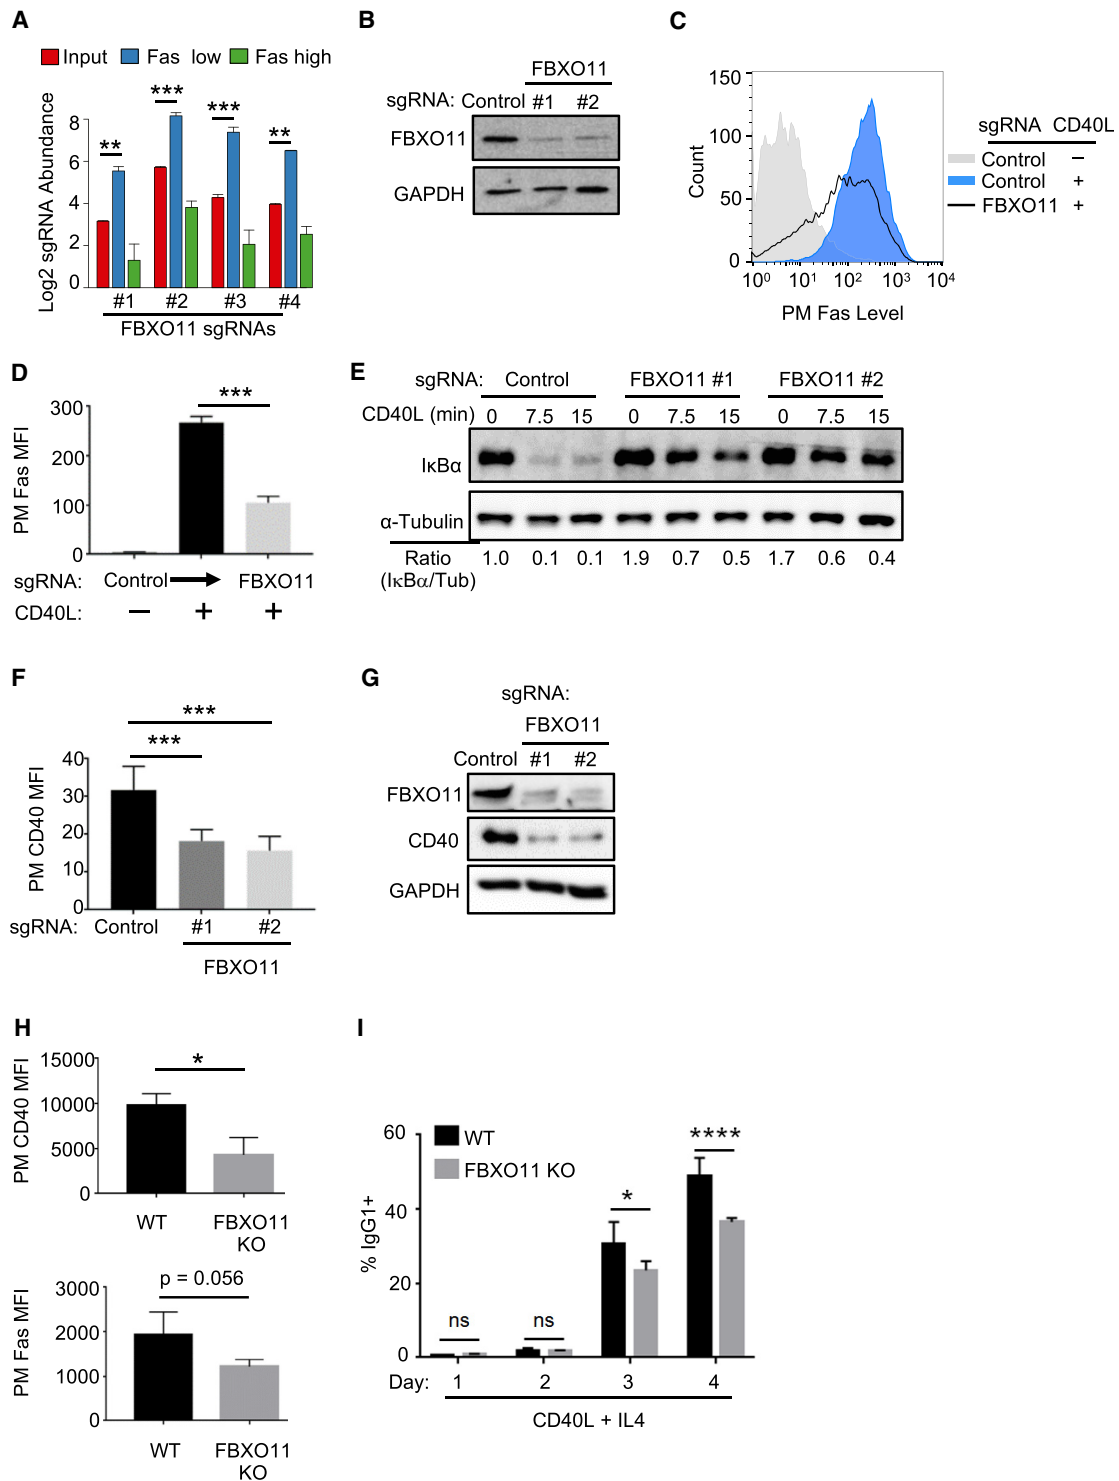 A
Input Fas low Fas high
Log2 sgRNA Abundance
8
6
4
2
0
** *** *** **
#1 #2 #3 #4
FBXO11 sgRNAs
B
FBXO11
sgRNA: Control #1 #2
FBXO11
GAPDH
C
Count
150
100
50
0
10⁰ 10¹ 10² 10³ 10⁴
PM Fas Level
sgRNA CD40L
Control −
Control +
FBXO11 +
D
PM Fas MFI
300
200
100
0
***
sgRNA: Control FBXO11
CD40L: − + +
E
sgRNA: Control FBXO11 #1 FBXO11 #2
CD40L (min) 0 7.5 15 0 7.5 15 0 7.5 15
IκBα
α-Tubulin
Ratio 1.0 0.1 0.1 1.9 0.7 0.5 1.7 0.6 0.4
(IκBα/Tub)
F
PM CD40 MFI
40
30
20
10
0
***
***
sgRNA: Control #1 #2
FBXO11
G
sgRNA:
FBXO11
Control #1 #2
FBXO11
CD40
GAPDH
H
PM CD40 MFI
15000
10000
5000
0
*
WT FBXO11
KO
PM Fas MFI
3000
2000
1000
0
p = 0.056
WT FBXO11
KO
I
% IgG1+
60
40
20
0
WT
FBXO11 KO
ns ns * ****
Day: 1 2 3 4
CD40L + IL4